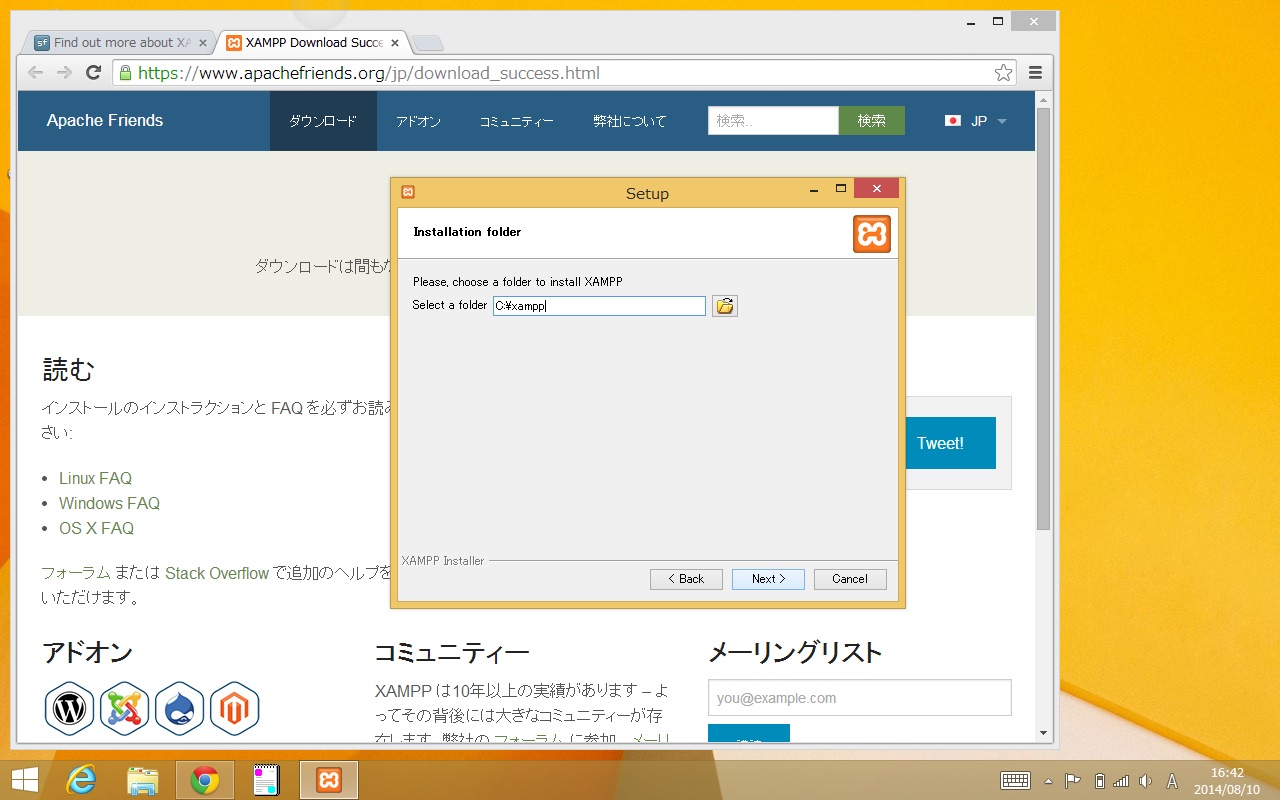 Find out more about XA
XAMPP Download Succe
https://www.apachefriends.org/jp/download_success.html
Apache Friends
ダウンロード
アドオン
コミュニティー
弊社について
検索..
検索
JP
ダウンロードは間もな
Setup
Installation folder
Please, choose a folder to install XAMPP
Select a folder
C:¥xampp
XAMPP Installer
< Back
Next >
Cancel
読む
インストールのインストラクションと FAQ を必ずお読み
さい:
Linux FAQ
Windows FAQ
OS X FAQ
フォーラム または Stack Overflow で追加のヘルプを
いただけます。
Tweet!
アドオン
コミュニティー
XAMPP は10年以上の実績があります – よ
ってその背後には大きなコミュニティーが存
在します。弊社の フォーラム に参加、メーリ
メーリングリスト
you@example.com
A
16:42
2014/08/10